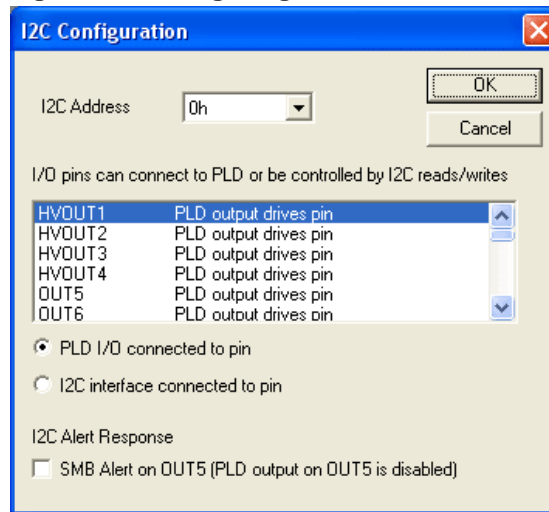 I2C Configuration
I2C Address
0h
OK
Cancel
I/O pins can connect to PLD or be controlled by I2C reads/writes
HVOUT1 PLD output drives pin
HVOUT2 PLD output drives pin
HVOUT3 PLD output drives pin
HVOUT4 PLD output drives pin
OUT5 PLD output drives pin
OUT6 PLD output drives pin
PLD I/O connected to pin
I2C interface connected to pin
I2C Alert Response
SMB Alert on OUT5 (PLD output on OUT5 is disabled)